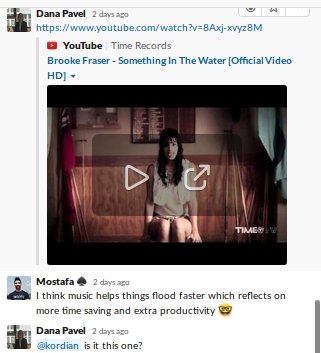 Dana Pavel 2 days ago
https://www.youtube.com/watch?v=8Axj-xvyz8M
YouTube | Time Records
Brooke Fraser - Something In The Water [Official Video
HD]
TIME TV
Mostafa 2 days ago
I think music helps things flood faster which reflects on
more time saving and extra productivity 🤓
Dana Pavel 2 days ago
@kordian is it this one?